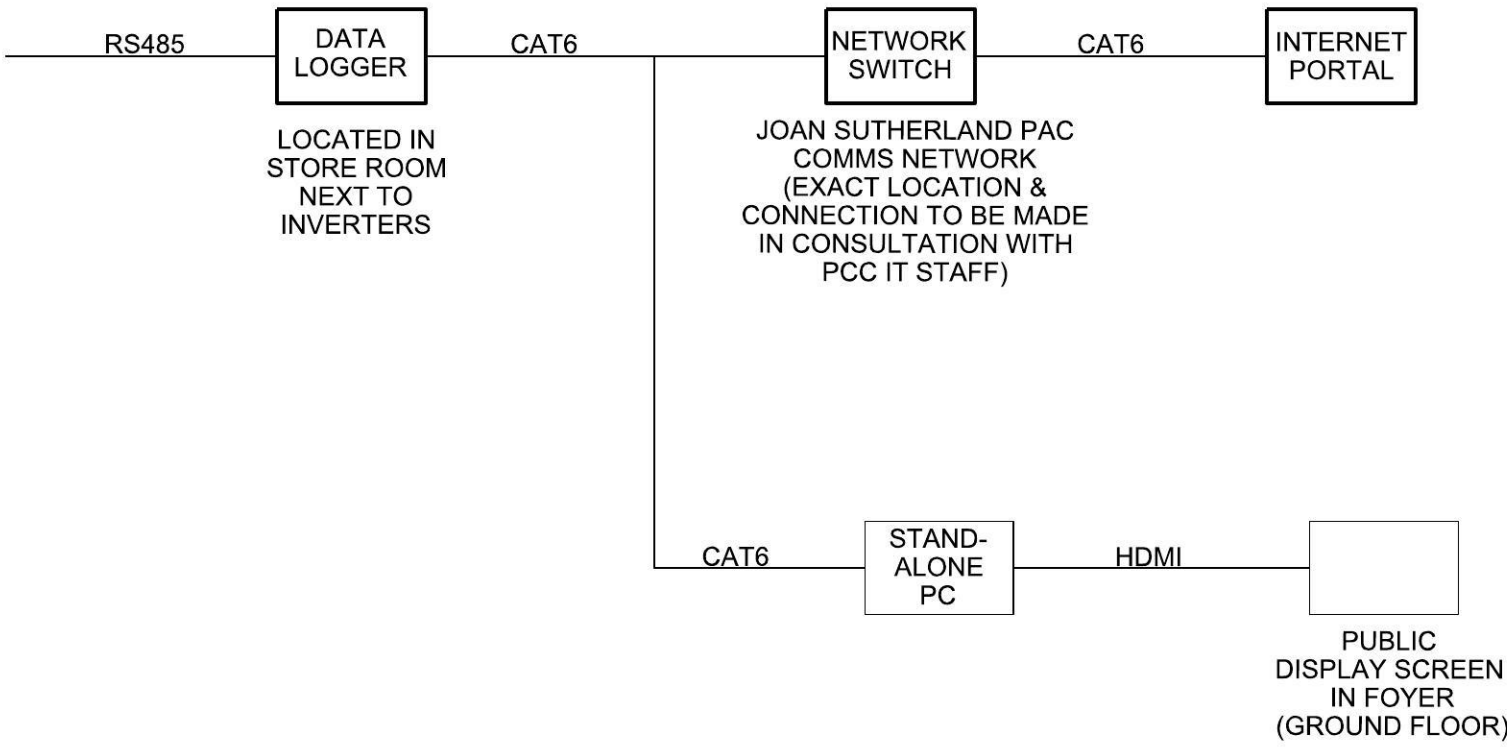 RS485
DATA
LOGGER
CAT6
NETWORK
SWITCH
CAT6
INTERNET
PORTAL
LOCATED IN
STORE ROOM
NEXT TO
INVERTERS
JOAN SUTHERLAND PAC
COMMS NETWORK
(EXACT LOCATION &
CONNECTION TO BE MADE
IN CONSULTATION WITH
PCC IT STAFF)
CAT6
STAND-
ALONE
PC
HDMI
PUBLIC
DISPLAY SCREEN
IN FOYER
(GROUND FLOOR)